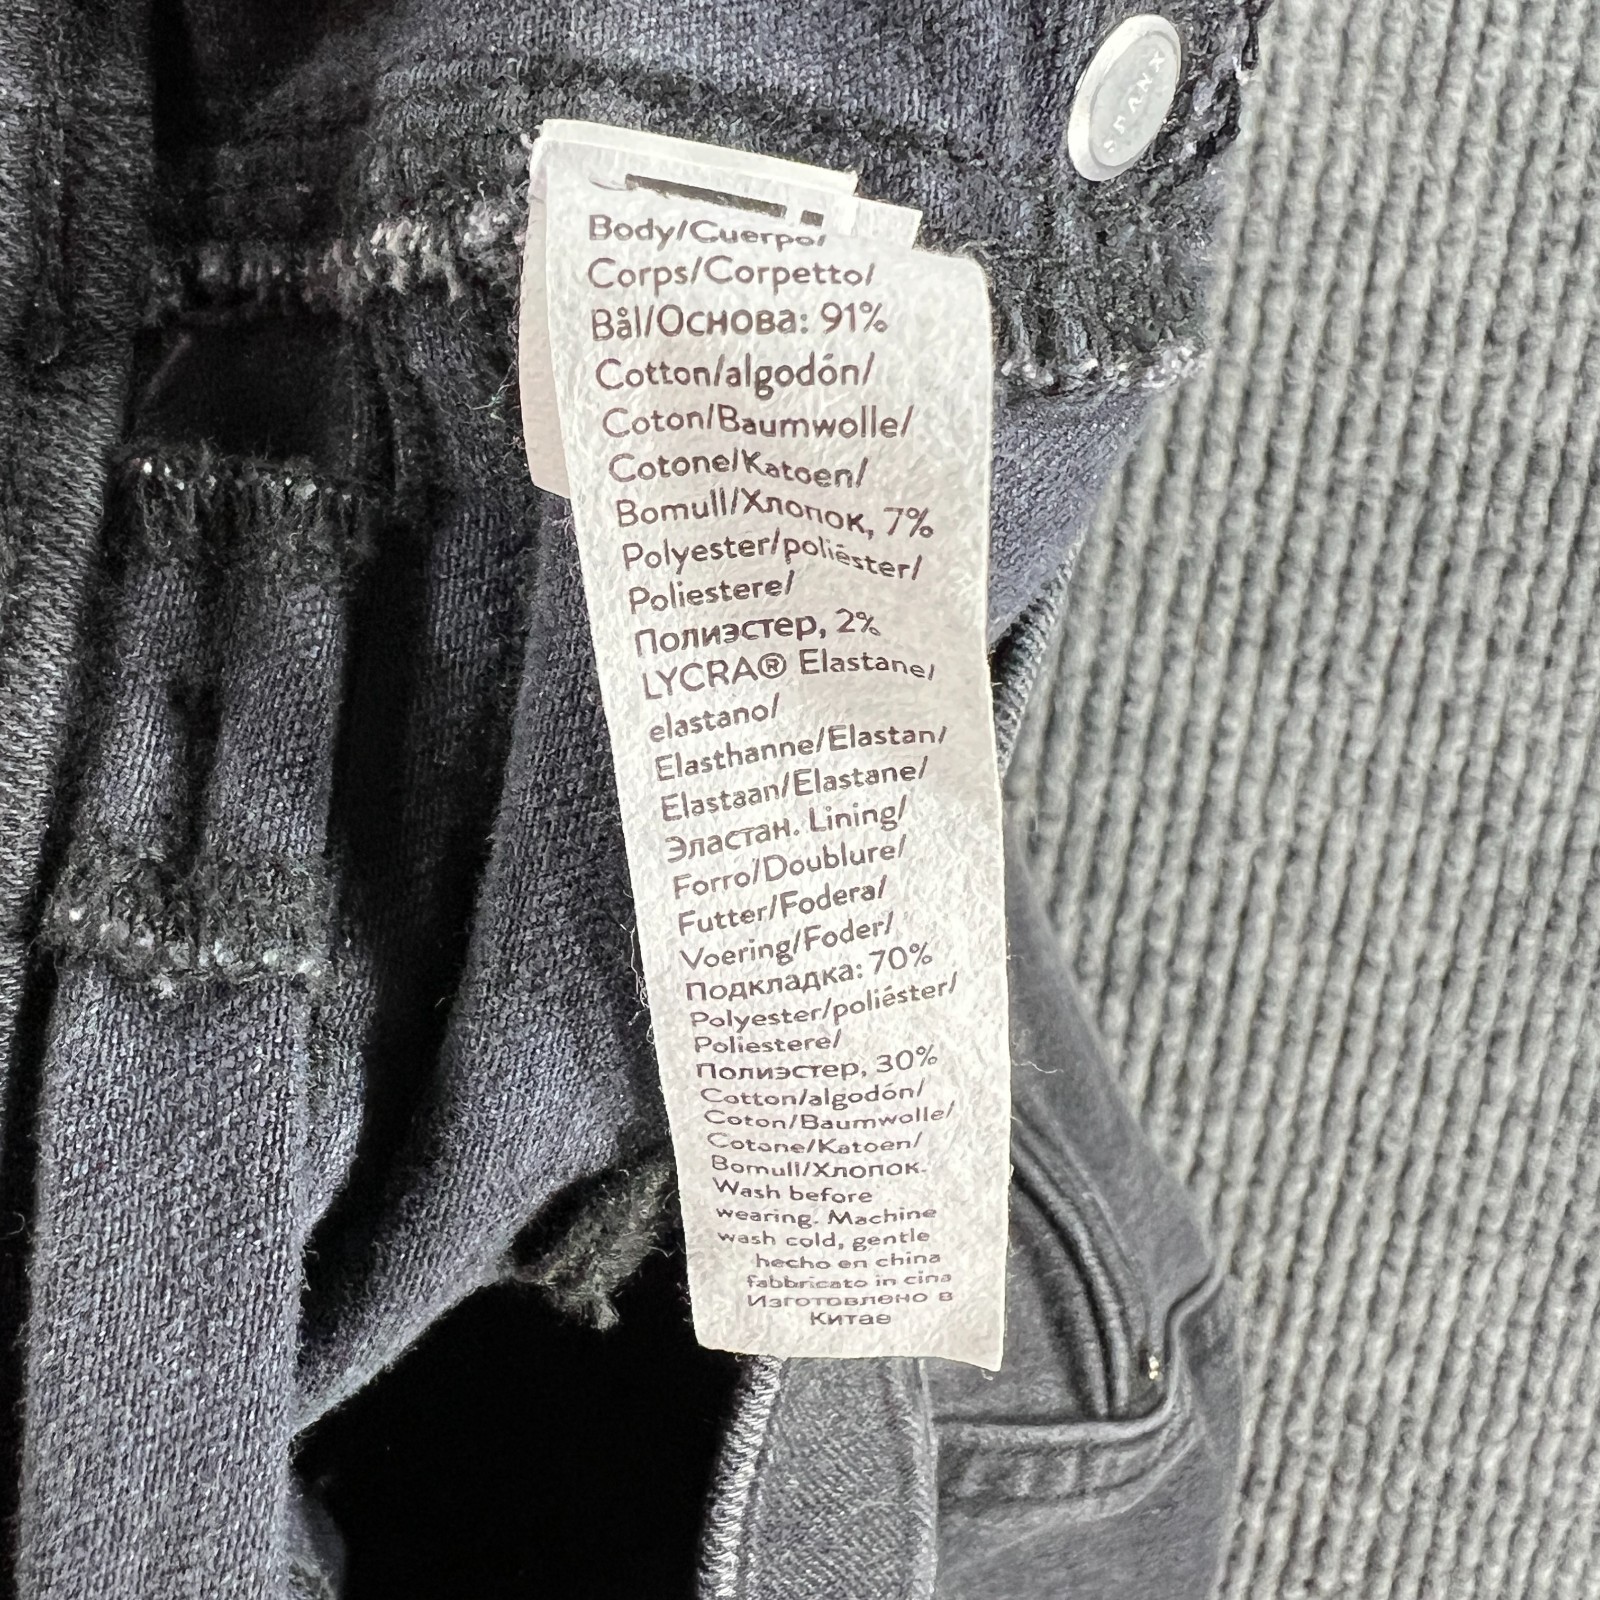 SPANX
Body/Cuerpo/
Corps/Corpetto/
Bål/Основа: 91%
Cotton/algodón/
Coton/Baumwolle/
Cotone/Katoen/
Bomull/Хлопок, 7%
Polyester/poliéster/
Poliestere/
Полиэстер, 2%
LYCRA® Elastane/
elastano/
Elasthanne/Elastan/
Elastaan/Elastane/
Эластан. Lining/
Forro/Doublure/
Futter/Fodera/
Voering/Foder/
Подкладка: 70%
Polyester/poliéster/
Poliestere/
Полиэстер, 30%
Cotton/algodón/
Coton/Baumwolle/
Cotone/Katoen/
Bomull/Хлопок.
Wash before
wearing. Machine
wash cold, gentle
hecho en china
fabbricato in cina
Изготовлено в
Китае